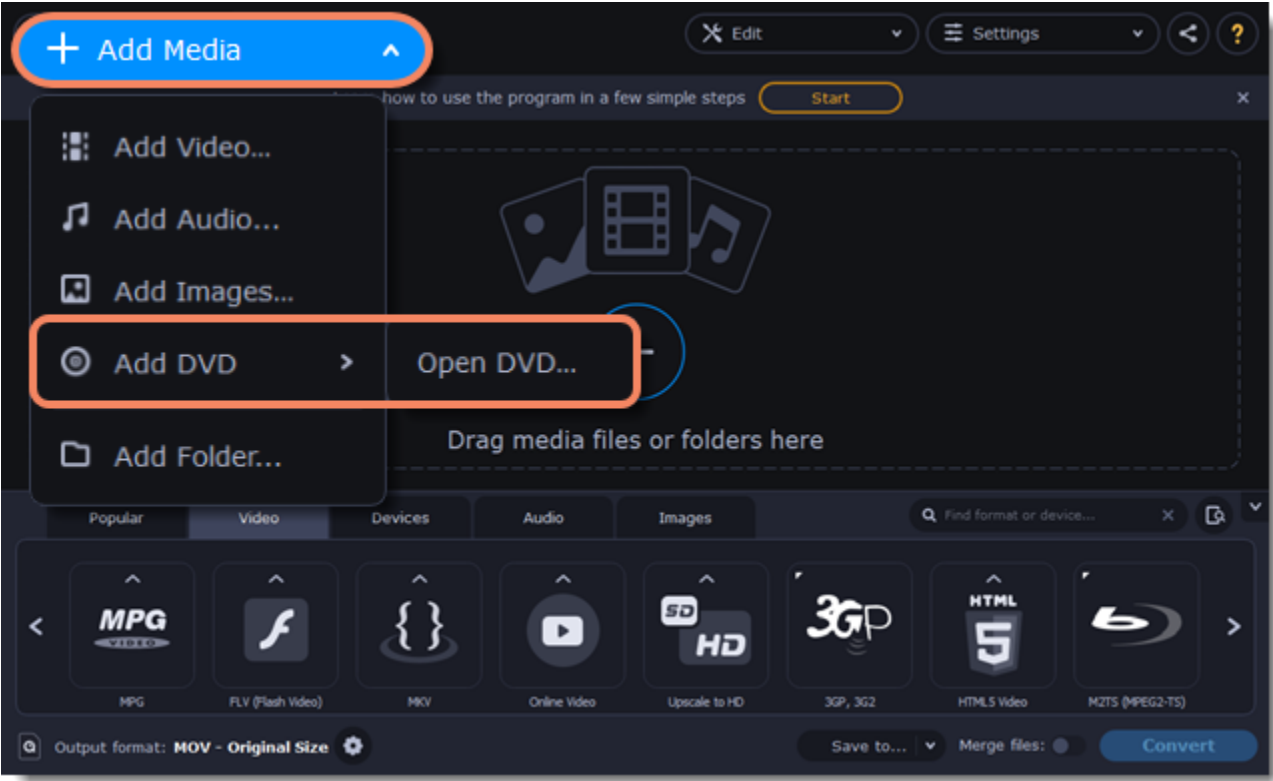 Add Media
Edit
Settings
?
how to use the program in a few simple steps
Start
Add Video...
Add Audio...
Add Images...
Add DVD
Open DVD...
Add Folder...
Drag media files or folders here
Popular
Video
Devices
Audio
Images
Find format or device...
MPG
VIDEO
SD
HD
3GP
HTML
5
MPG
FLV (Flash Video)
MKV
Online Video
Upscale to HD
3GP, 3G2
HTML5 Video
M2TS (MPEG2-TS)
Output format: MOV - Original Size
Save to...
Merge files:
Convert